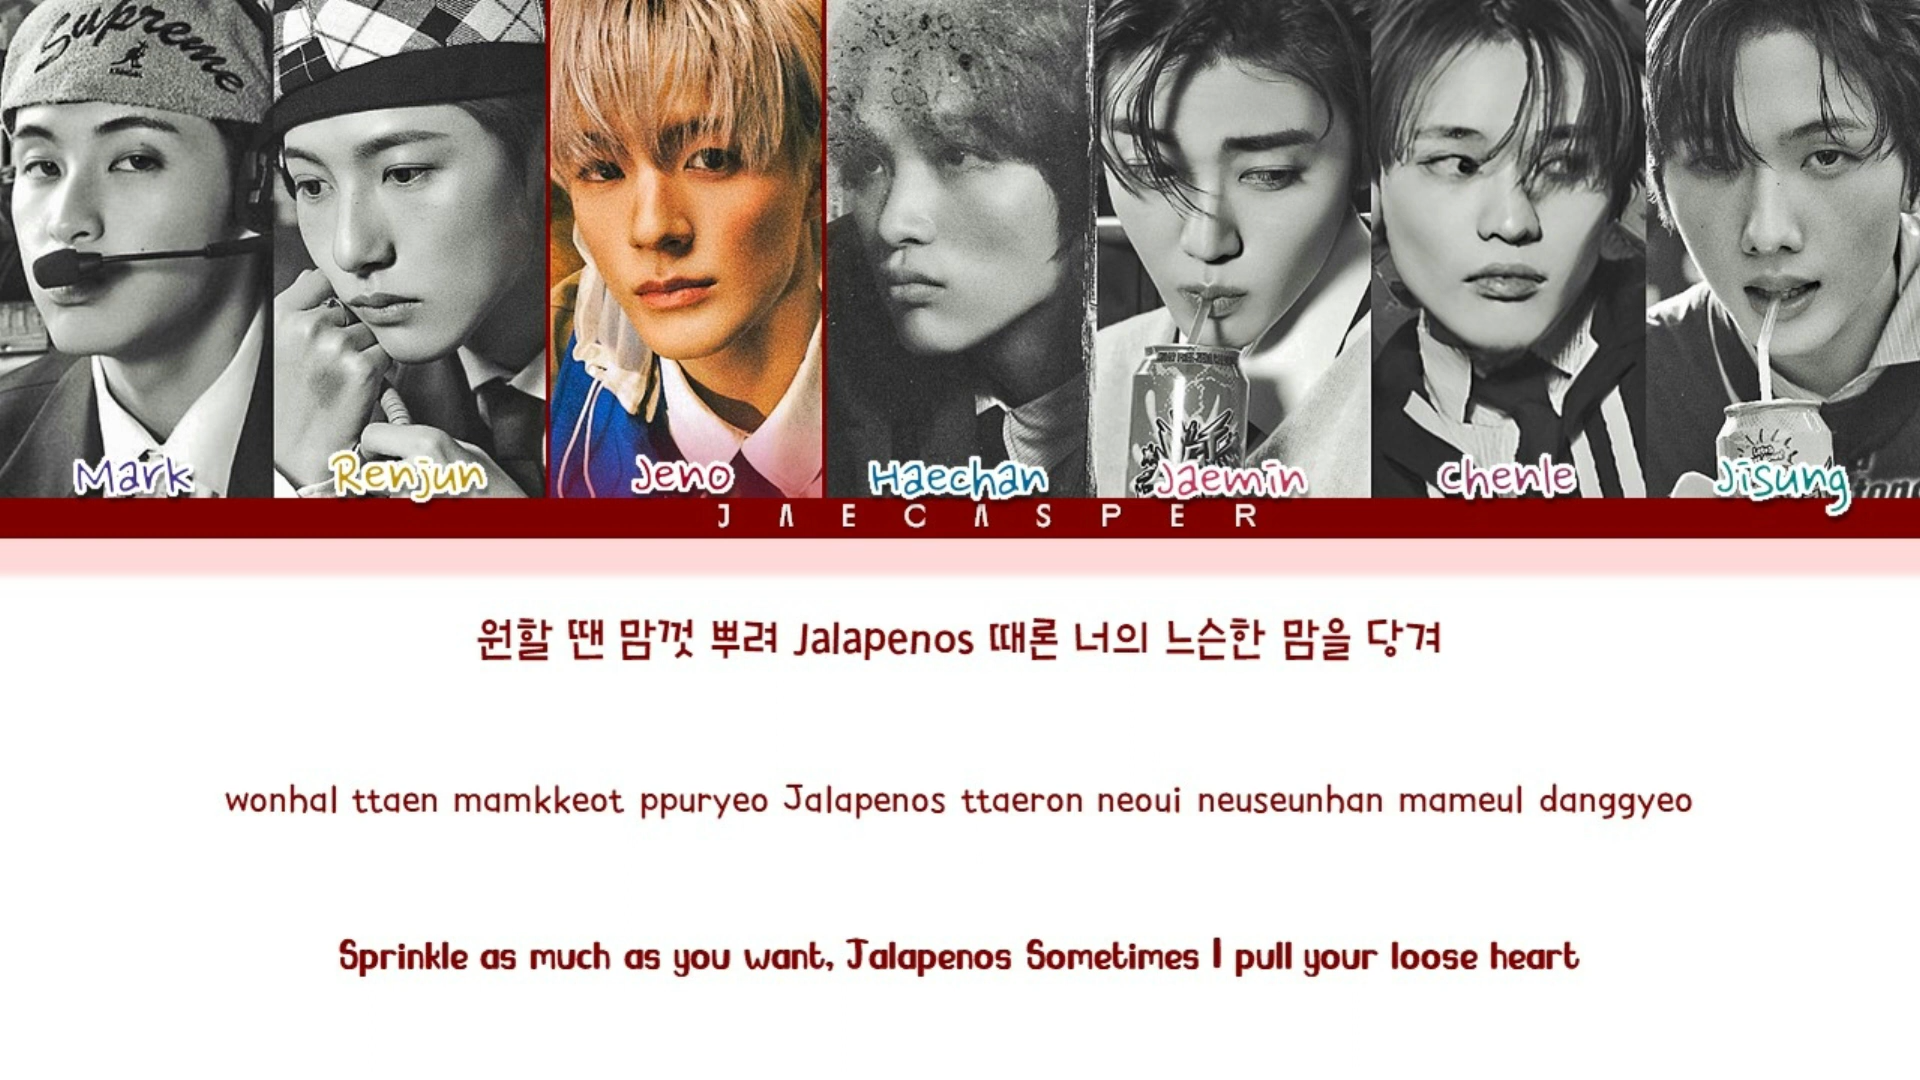 Supreme
Mark
Renjun
Jeno
Haechan
Jaemin
Chenle
Jisung
JAECASPER
원할 땐 맘껏 뿌려 Jalapenos 때론 너의 느슨한 맘을 당겨
wonhal ttaen mamkkeot ppuryeo Jalapenos ttaeron neoui neuseunhan mameul danggyeo
Sprinkle as much as you want, Jalapenos Sometimes I pull your loose heart